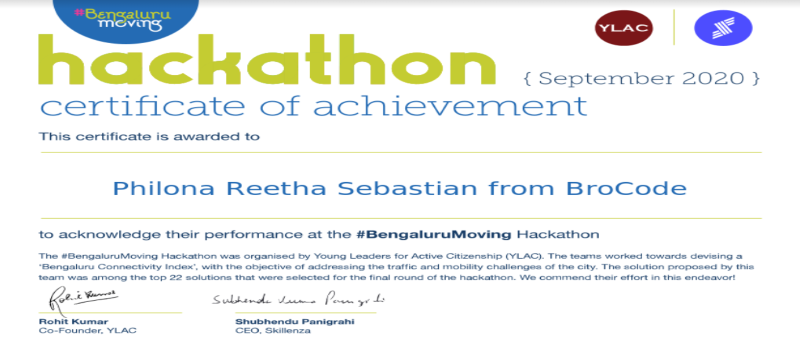 #Bengaluru
moving
YLAC
hackathon
{ September 2020 }
certificate of achievement
This certificate is awarded to
Philona Reetha Sebastian from BroCode
to acknowledge their performance at the #BengaluruMoving Hackathon
The #BengaluruMoving Hackathon was organised by Young Leaders for Active Citizenship (YLAC). The teams worked towards devising a
'Bengaluru Connectivity Index', with the objective of addressing the traffic and mobility challenges of the city. The solution proposed by this
team was among the top 22 solutions that were selected for the final round of the hackathon. We commend their effort in this endeavor!
Rohit Kumar
Subhendu Panigrahi
Rohit Kumar
Shubhendu Panigrahi
Co-Founder, YLAC
CEO, Skillenza